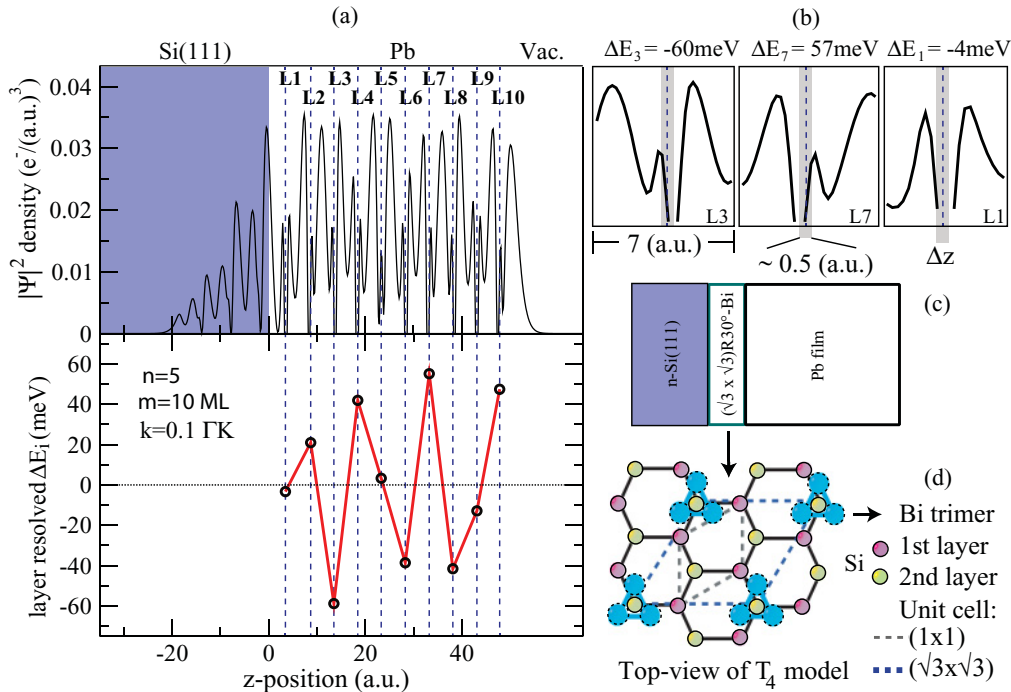 (a)
Si(111) Pb Vac.
L1 L3 L5 L7 L9
L2 L4 L6 L8 L10
|Ψ|² density (e⁻/(a.u.)³)
0.04
0.03
0.02
0.01
0
n=5
m=10 ML
k=0.1 ΓK
layer resolved ΔEᵢ (meV)
60
40
20
0
-20
-40
-60
-20 0 20 40
z-position (a.u.)
(b)
ΔE₃ = -60meV ΔE₇ = 57meV ΔE₁ = -4meV
L3 L7 L1
7 (a.u.)
~ 0.5 (a.u.)
Δz
(c)
n-Si(111)
(√3 x √3)R30°-Bi
Pb film
(d)
Bi trimer
Si
1st layer
2nd layer
Unit cell:
(1x1)
(√3x√3)
Top-view of T₄ model